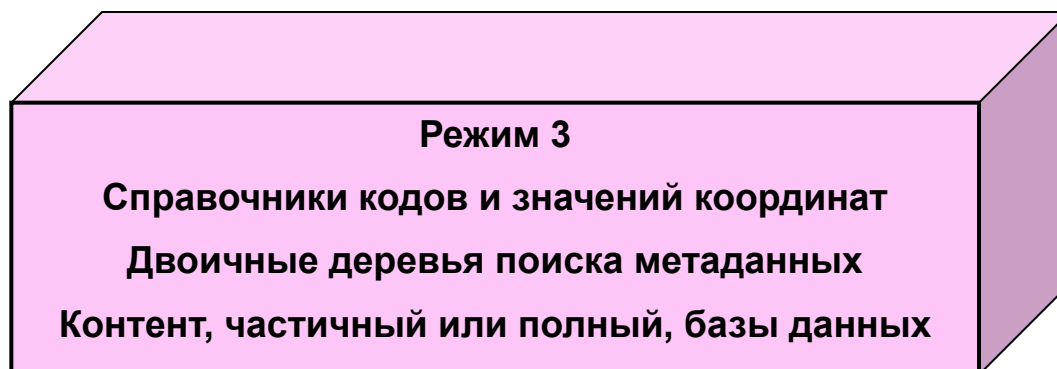 Режим 3
Справочники кодов и значений координат
Двоичные деревья поиска метаданных
Контент, частичный или полный, базы данных